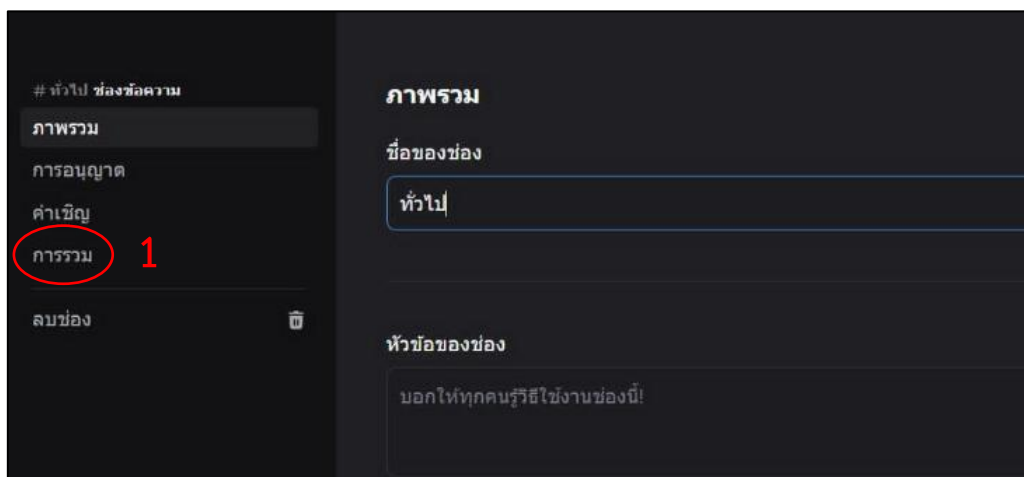 # ทั่วไป ช่องข้อความ
ภาพรวม
การอนุญาต
คำเชิญ
การรวม
1
ลบช่อง
ภาพรวม
ชื่อของช่อง
ทั่วไป
หัวข้อของช่อง
บอกให้ทุกคนรู้วิธีใช้งานช่องนี้!